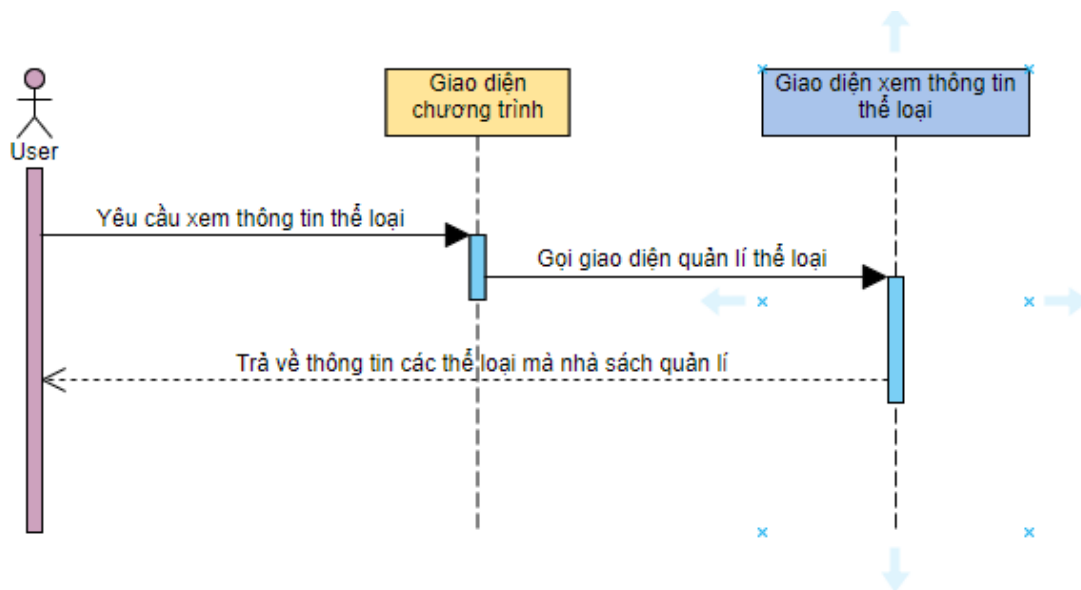 Giao diện
chương trình
Giao diện xem thông tin
thể loại
User
Yêu cầu xem thông tin thể loại
Gọi giao diện quản lí thể loại
Trả về thông tin các thể loại mà nhà sách quản lí